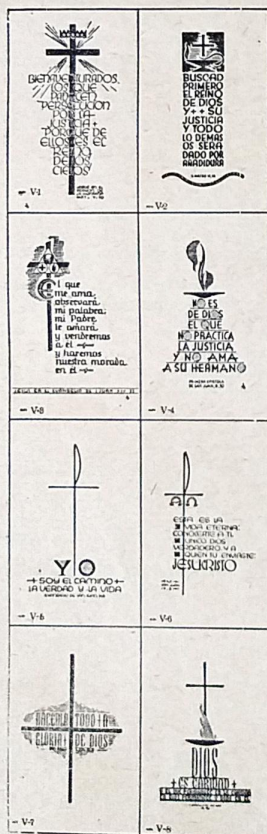 BIENAVENTURADOS
LOS QUE
PADECEN
PERSECUCION
POR LA
JUSTICIA
PORQUE DE
ELLOS ES EL
REINO
DE LOS
CIELOS
V-1
BUSCAD
PRIMERO
EL REINO
DE DIOS
Y SU
JUSTICIA
Y TODO
LO DEMAS
OS SERA
DADO POR
AÑADIDURA
V-2
El que
me ama,
observará
mi palabra;
mi Padre
le amará
y vendremos
a él
y haremos
nuestra morada
en él
V-3
NO ES
DE DIOS
EL QUE
NO PRACTICA
LA JUSTICIA
Y NO AMA
A SU HERMANO
V-4
YO
SOY EL CAMINO
LA VERDAD Y LA VIDA
V-5
A Ω
ESTA ES LA
VIDA ETERNA:
CONOCERTE A TI,
UNICO DIOS
VERDADERO, Y A
QUIEN TU ENVIASTE
JESUCRISTO
V-6
HACEDLO TODO A
GLORIA DE DIOS
V-7
DIOS
ES CARIDAD
V-8